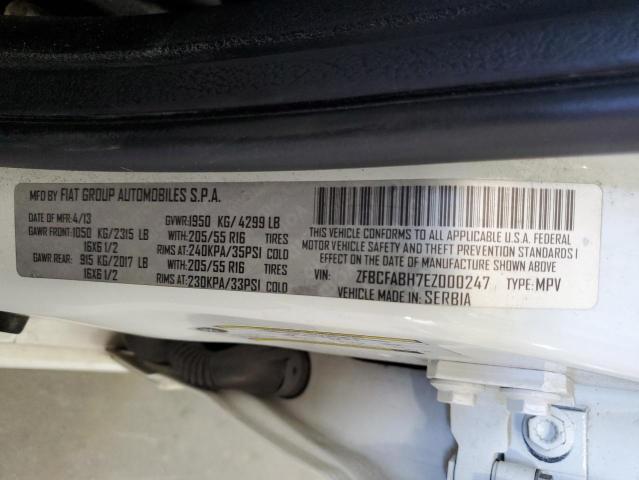 MFD BY FIAT GROUP AUTOMOBILES S.P.A.
DATE OF MFR:4/13 GVWR:1950 KG/ 4299 LB
GAWR FRONT:1050 KG/2315 LB WITH:205/55 R16 TIRES
16X6 1/2 RIMS AT:240KPA/35PSI COLD
GAWR REAR: 915 KG/2017 LB WITH:205/55 R16 TIRES
16X6 1/2 RIMS AT:230KPA/33PSI COLD
THIS VEHICLE CONFORMS TO ALL APPLICABLE U.S.A. FEDERAL
MOTOR VEHICLE SAFETY, BUMPER, AND THEFT PREVENTION STANDARDS I
EFFECT ON THE DATE OF MANUFACTURE SHOWN ABOVE
VIN: ZFBCFABH7EZ000247 TYPE: MPV
VEHICLE MADE IN: SERBIA